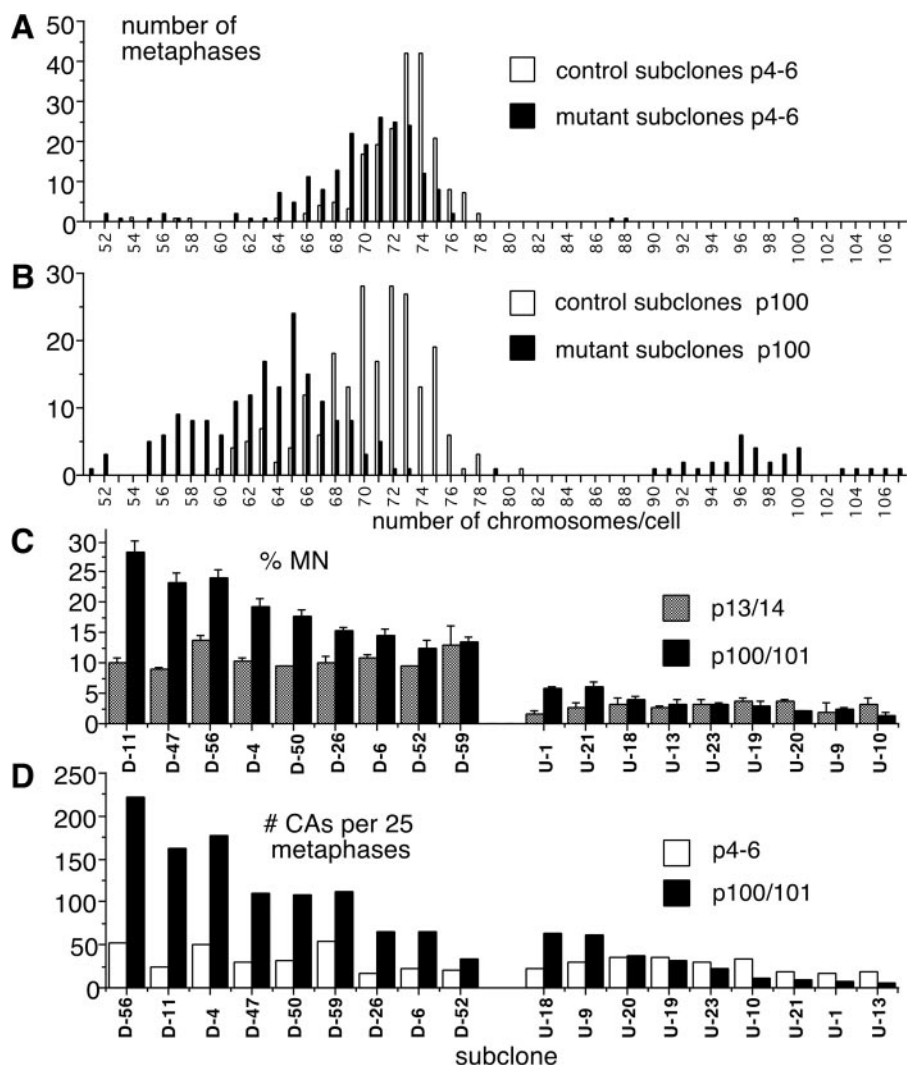 A
number of
metaphases
50
40
30
20
10
0
control subclones p4-6
mutant subclones p4-6
52 54 56 58 60 62 64 66 68 70 72 74 76 78 80 82 84 86 88 90 92 94 96 98 100 102 104 106
B
30
20
10
0
control subclones p100
mutant subclones p100
52 54 56 58 60 62 64 66 68 70 72 74 76 78 80 82 84 86 88 90 92 94 96 98 100 102 104 106
number of chromosomes/cell
C
% MN
30
25
20
15
10
5
0
p13/14
p100/101
D-11 D-47 D-56 D-4 D-50 D-26 D-6 D-52 D-59 U-1 U-21 U-18 U-13 U-23 U-19 U-20 U-9 U-10
D
# CAs per 25
metaphases
250
200
150
100
50
0
p4-6
p100/101
D-56 D-11 D-4 D-47 D-50 D-59 D-26 D-6 D-52 U-18 U-9 U-20 U-19 U-23 U-10 U-21 U-1 U-13
subclone